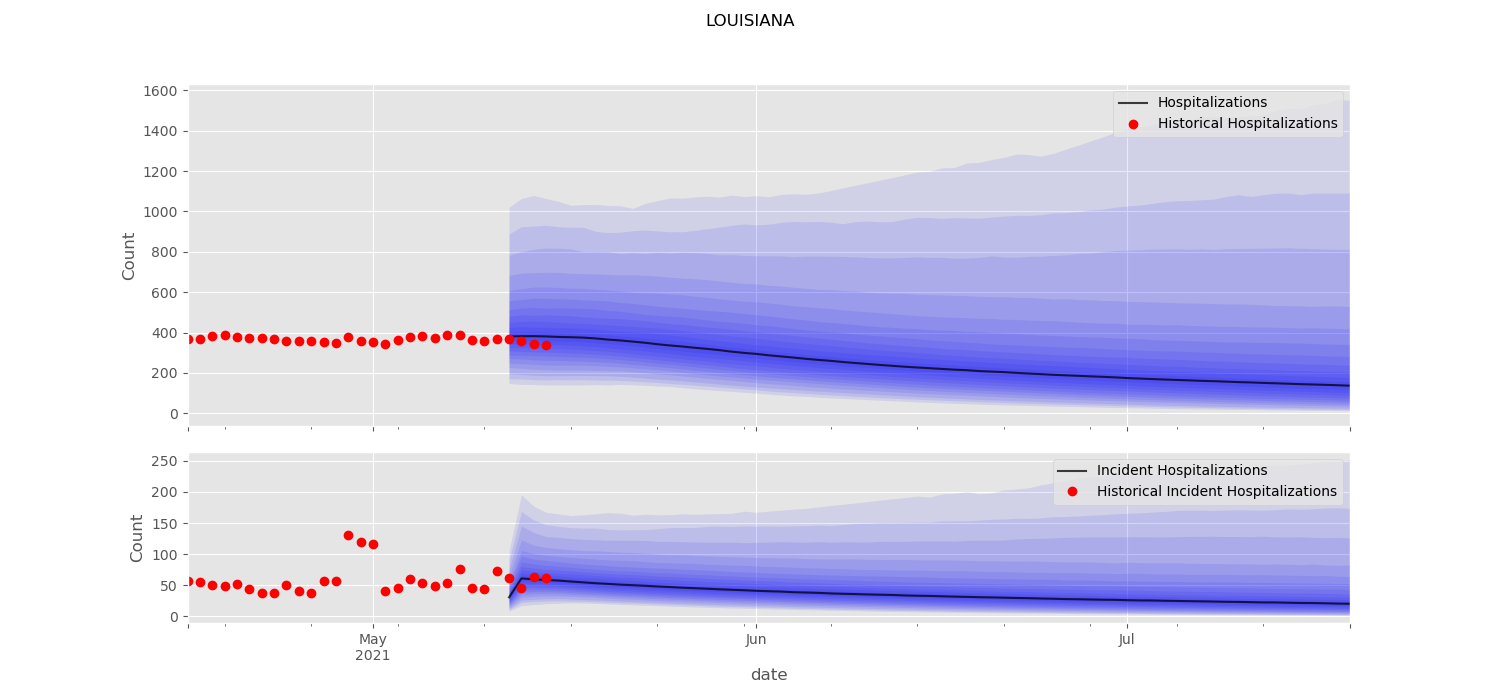 LOUISIANA
1600
1400
1200
1000
800
600
400
200
0
Count
Hospitalizations
Historical Hospitalizations
250
200
150
100
50
0
Count
Incident Hospitalizations
Historical Incident Hospitalizations
May
2021
Jun
Jul
date